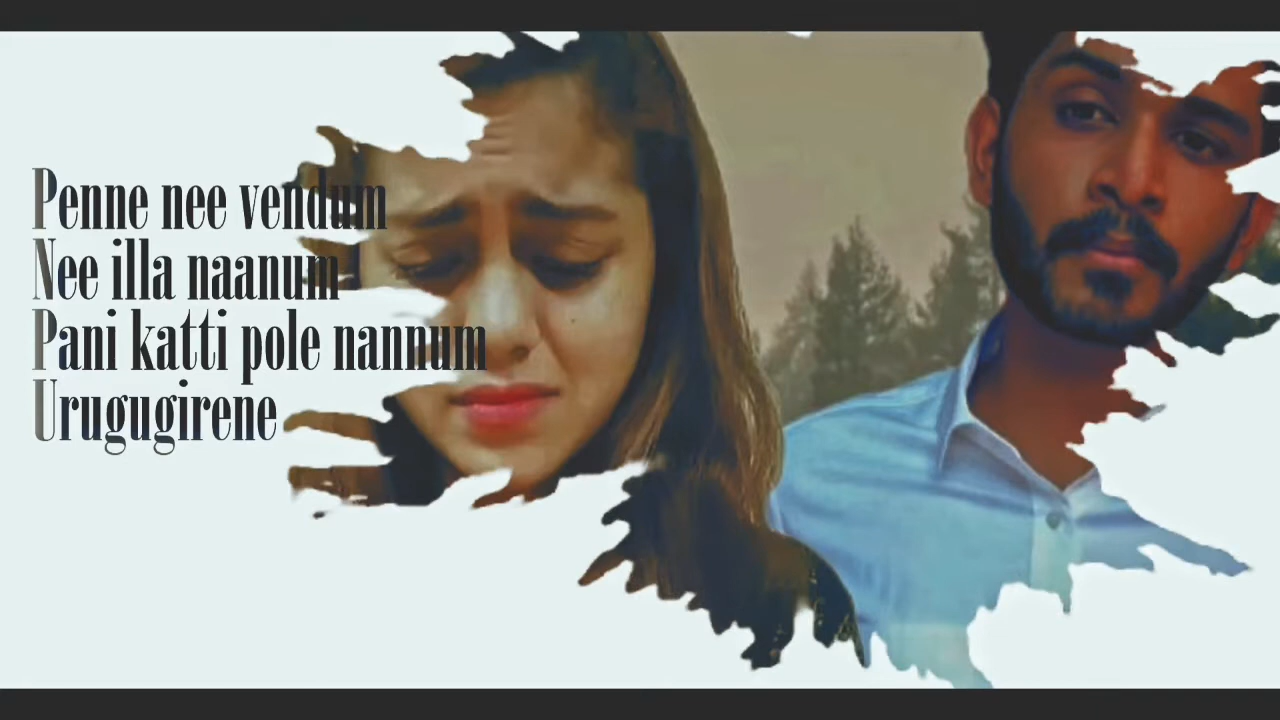 Penne nee vendum
Nee illa naanum
Pani katti pole nannum
Urugugirene